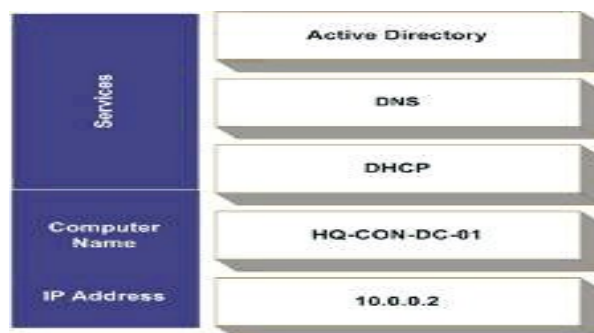 Services
Active Directory
DNS
DHCP
Computer
Name
HQ-CON-DC-01
IP Address
10.0.0.2